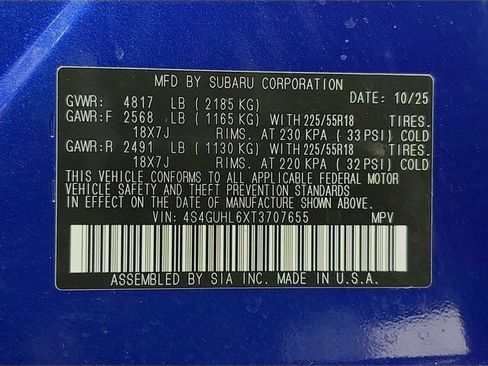 MFD BY SUBARU CORPORATION
GVWR: 4817 LB (2185 KG) DATE 10/25
GAWR:F 2568 LB (1165 KG) WITH 225/55R18 TIRES.
18X7J RIMS. AT 230 KPA (33 PSI) COLD
GAWR:R 2491 LB (1130 KG) WITH 225/55R18 TIRES.
18X7J RIMS. AT 220 KPA (32 PSI) COLD
THIS VEHICLE CONFORMS TO ALL APPLICABLE FEDERAL MOTOR
VEHICLE SAFETY AND THEFT PREVENTION STANDARDS
IN EFFECT ON THE DATE OF MANUFACTURE SHOWN ABOVE.
VIN: 4S4GUHL6XT3707655 MPV
ASSEMBLED BY SIA INC. MADE IN U.S.A.